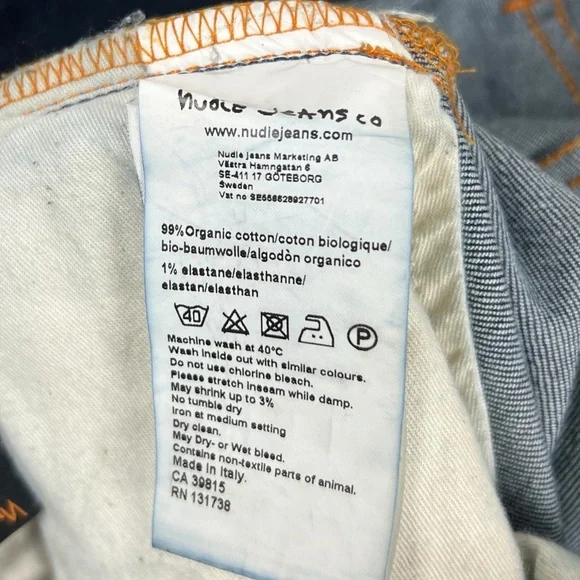 nudie jeans co
www.nudiejeans.com
Nudie Jeans Marketing AB
Västra Hamngatan 6
SE-411 17 GÖTEBORG
Sweden
Vat no SE556628927701
99%Organic cotton/coton biologique/
bio-baumwolle/algodòn organico
1% elastane/elasthanne/
elastan/elasthan
40
P
Machine wash at 40°C
Wash inside out with similar colours.
Do not use chlorine bleach.
Please stretch inseam while damp.
May shrink up to 3%
No tumble dry
Iron at medium setting
Dry clean.
May Dry- or Wet bleed.
Contains non-textile parts of animal.
Made in Italy.
CA 39815
RN 131738